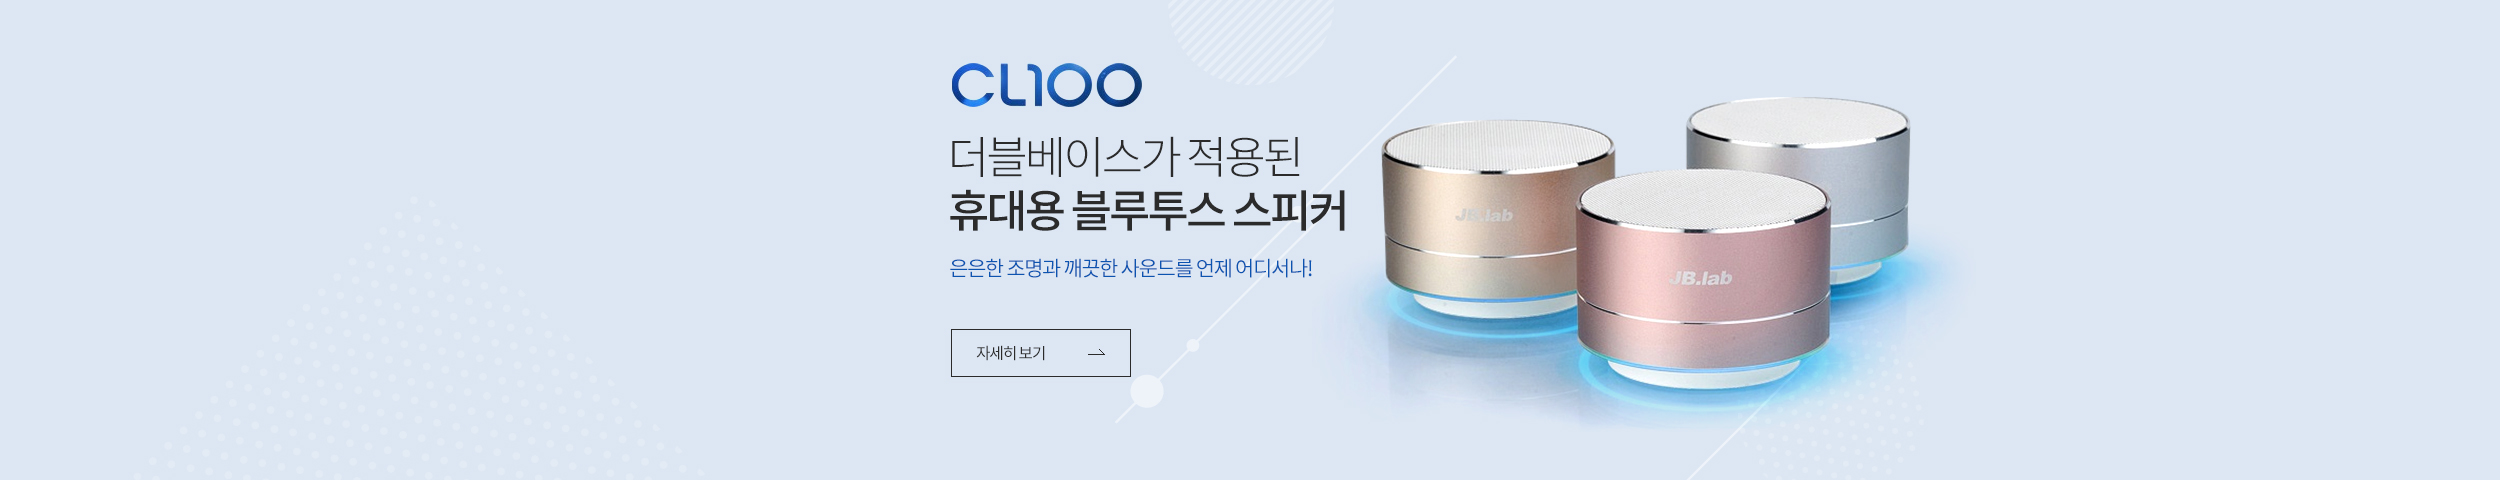 CL100
더블베이스가 적용된
휴대용 블루투스 스피커
은은한 조명과 깨끗한 사운드를 언제 어디서나!
자세히 보기
JB.lab
JB.lab